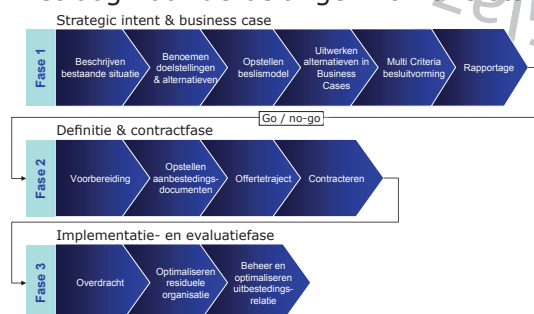 Strategic intent & business case
Fase 1
Beschrijven
bestaande situatie
Benoemen
doelstellingen
& alternatieven
Opstellen
beslismodel
Uitwerken
alternatieven in
Business
Cases
Multi Criteria
besluitvorming
Rapportage
Go / no-go
Definitie & contractfase
Fase 2
Voorbereiding
Opstellen
aanbestedings-
documenten
Offertetraject
Contracteren
Implementatie- en evaluatiefase
Fase 3
Overdracht
Optimaliseren
residuele
organisatie
Beheer en
optimaliseren
uitbestedings-
relatie